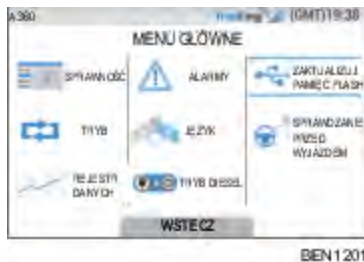 A360 (GMT)19:38
MENU GŁÓWNE
SPRAWNOŚĆ
ALARMY
ZAKTUALIZUJ
PAMIĘĆ FLASH
TRYB
JĘZYK
SPRAWDZANIE
PRZED
WYJAZDEM
REJESTR
DANYCH
TRYB DIESEL
WSTECZ
BEN1201